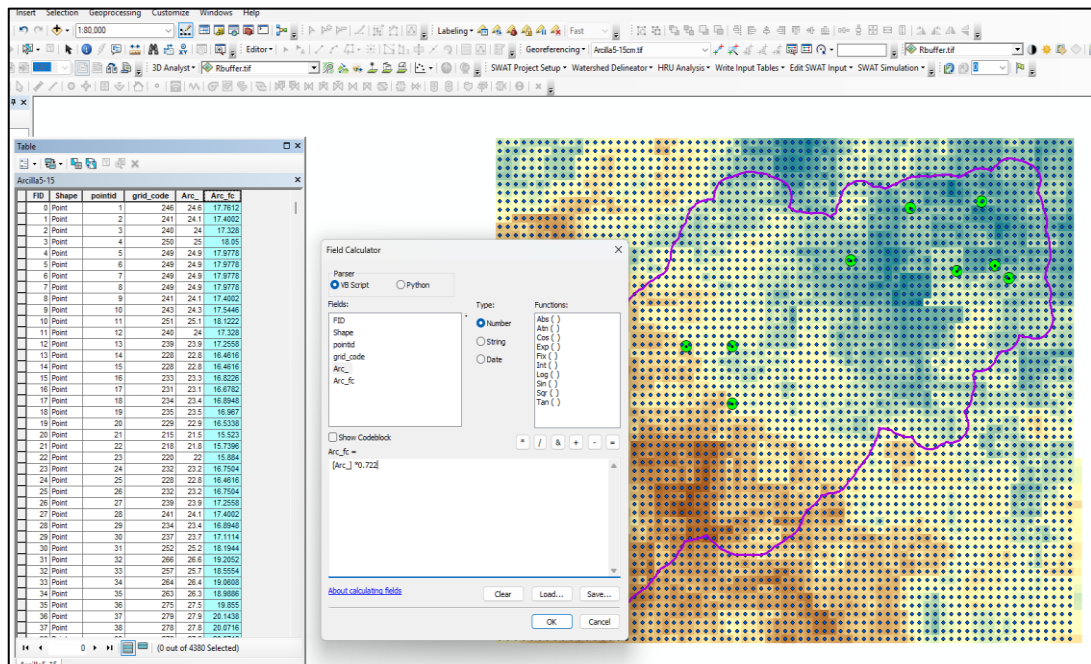 Insert Selection Geoprocessing Customize Windows Help
1:80,000 Labeling Fast
Editor Georeferencing Arcilla5-15cm.tif Rbuffer.tif
3D Analyst Rbuffer.tif SWAT Project Setup Watershed Delineator HRU Analysis Write Input Tables Edit SWAT Input SWAT Simulation 0
Table
Arcilla5-15
FID Shape pointid grid_code Arc_ Arc_fc
0 Point 1 246 24.6 17.7612
1 Point 2 241 24.1 17.4002
2 Point 3 240 24 17.328
3 Point 4 250 25 18.05
4 Point 5 249 24.9 17.9778
5 Point 6 249 24.9 17.9778
6 Point 7 249 24.9 17.9778
7 Point 8 249 24.9 17.9778
8 Point 9 241 24.1 17.4002
9 Point 10 243 24.3 17.5446
10 Point 11 251 25.1 18.1222
11 Point 12 240 24 17.328
12 Point 13 239 23.9 17.2558
13 Point 14 228 22.8 16.4616
14 Point 15 228 22.8 16.4616
15 Point 16 233 23.3 16.8226
16 Point 17 231 23.1 16.6782
17 Point 18 234 23.4 16.8948
18 Point 19 235 23.5 16.967
19 Point 20 229 22.9 16.5338
20 Point 21 215 21.5 15.523
21 Point 22 218 21.8 15.7396
22 Point 23 220 22 15.884
23 Point 24 232 23.2 16.7504
24 Point 25 228 22.8 16.4616
25 Point 26 232 23.2 16.7504
26 Point 27 239 23.9 17.2558
27 Point 28 241 24.1 17.4002
28 Point 29 234 23.4 16.8948
29 Point 30 237 23.7 17.1114
30 Point 31 252 25.2 18.1944
31 Point 32 266 26.6 19.2052
32 Point 33 257 25.7 18.5554
33 Point 34 264 26.4 19.0608
34 Point 35 263 26.3 18.9886
35 Point 36 275 27.5 19.855
36 Point 37 279 27.9 20.1438
37 Point 38 278 27.8 20.0716
0 (0 out of 4380 Selected)
Arcilla5-15
Field Calculator
Parser
VB Script Python
Fields:
FID
Shape
pointid
grid_code
Arc_
Arc_fc
Type:
Number
String
Date
Functions:
Abs ( )
Atn ( )
Cos ( )
Exp ( )
Fix ( )
Int ( )
Log ( )
Sin ( )
Sqr ( )
Tan ( )
Show Codeblock
* / & + - =
Arc_fc =
[Arc_] *0.722
About calculating fields
Clear Load... Save...
OK Cancel